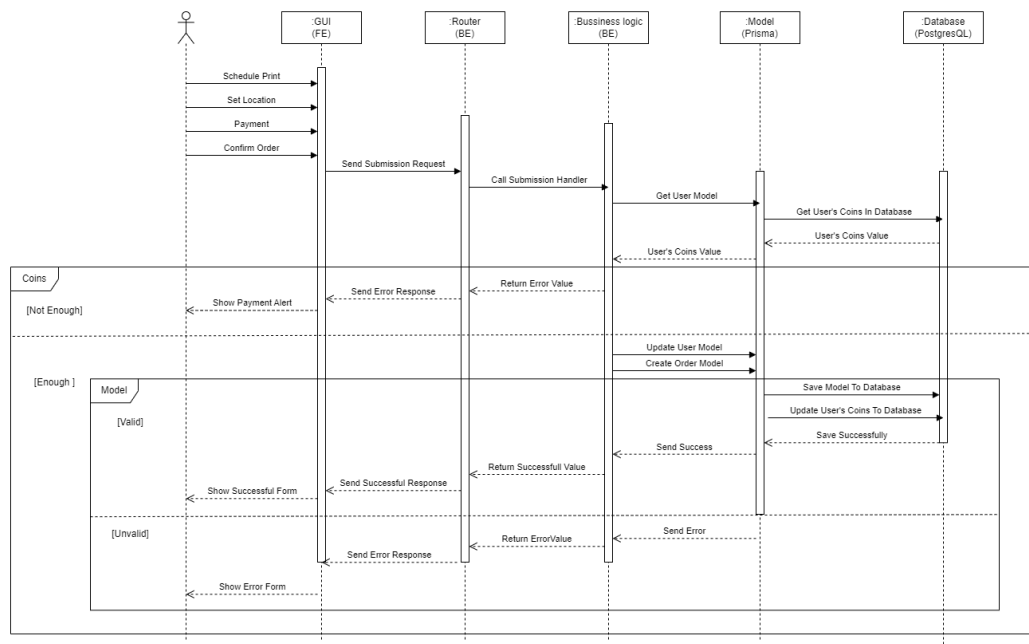 :GUI
(FE)
:Router
(BE)
:Bussiness logic
(BE)
:Model
(Prisma)
:Database
(PostgresQL)
Schedule Print
Set Location
Payment
Confirm Order
Send Submission Request
Call Submission Handler
Get User Model
Get User's Coins In Database
User's Coins Value
User's Coins Value
Coins
Return Error Value
Send Error Response
Show Payment Alert
[Not Enough]
Update User Model
Create Order Model
[Enough ]
Model
Save Model To Database
Update User's Coins To Database
[Valid]
Save Successfully
Send Success
Return Successfull Value
Send Successful Response
Show Successful Form
[Unvalid]
Send Error
Return ErrorValue
Send Error Response
Show Error Form